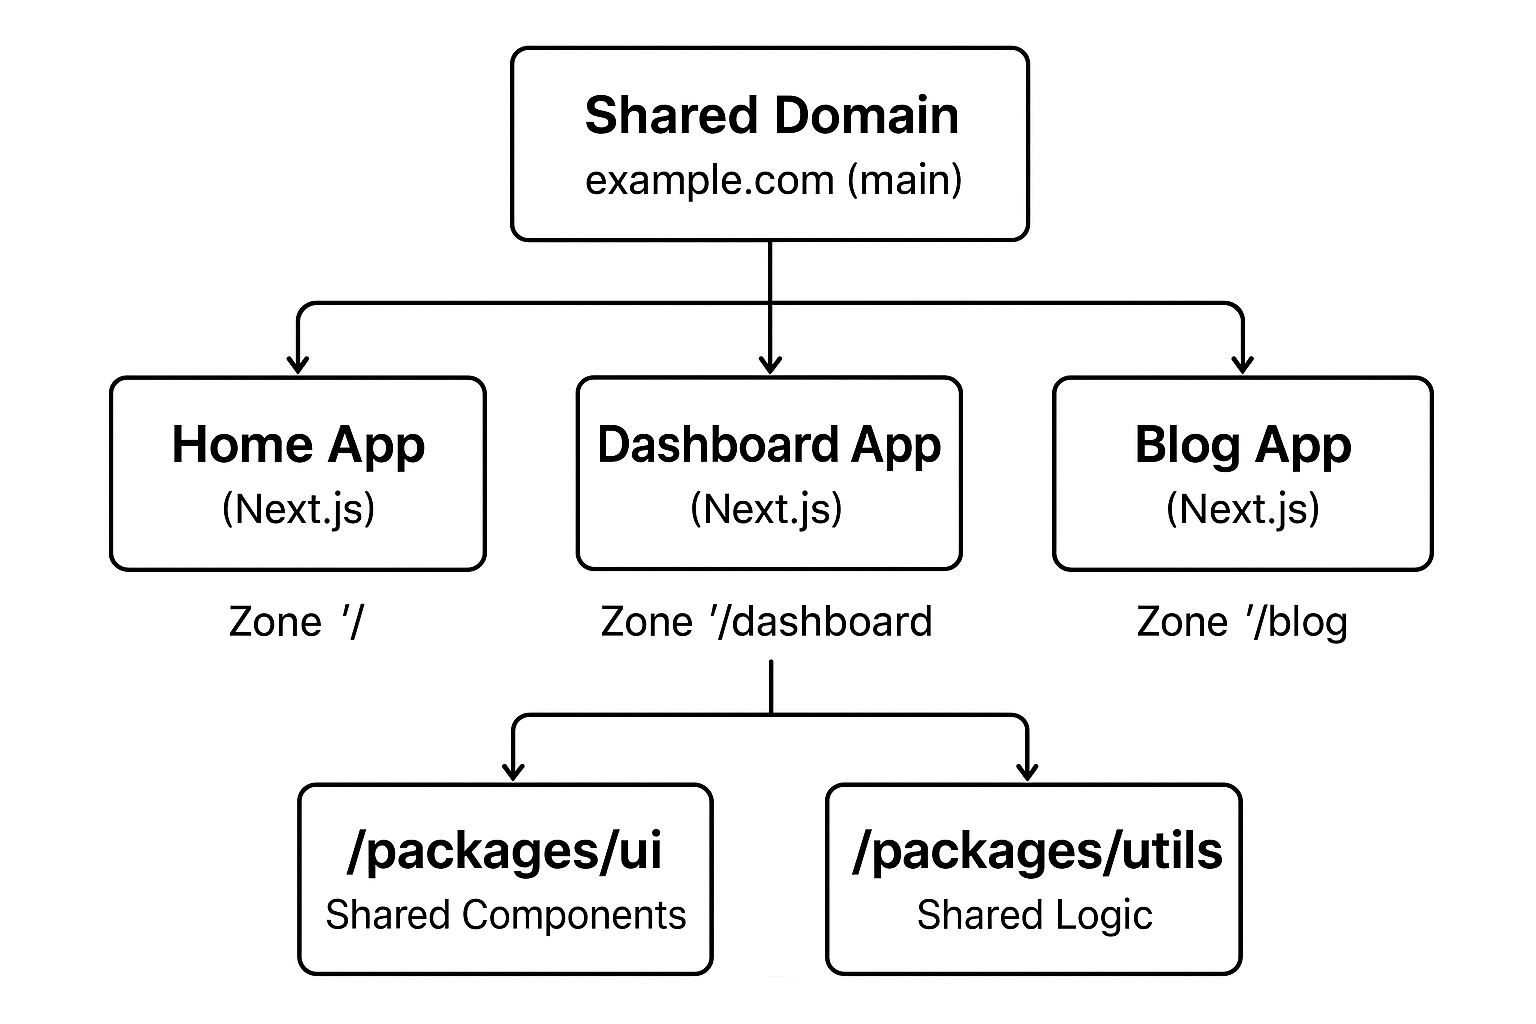 Shared Domain
example.com (main)
Home App
(Next.js)
Zone '/
Dashboard App
(Next.js)
Zone '/dashboard
Blog App
(Next.js)
Zone '/blog
/packages/ui
Shared Components
/packages/utils
Shared Logic